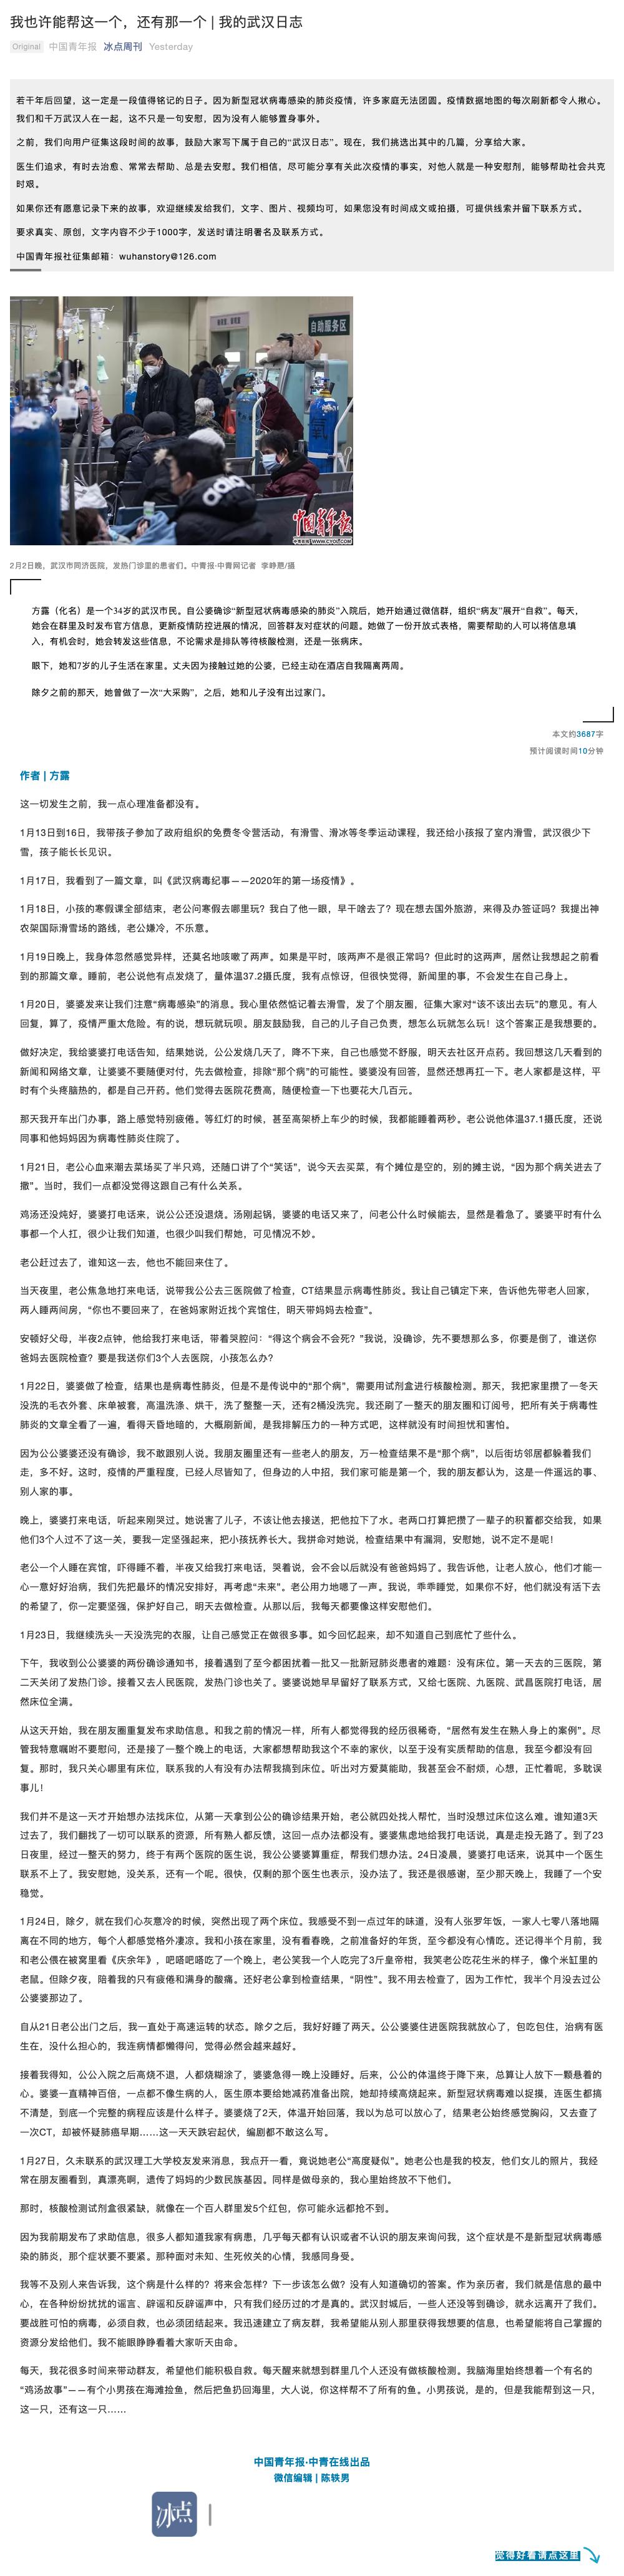 我也许能帮这一个，还有那一个 | 我的武汉日志
Original 中国青年报 冰点周刊 Yesterday
若干年后回望，这一定是一段值得铭记的日子。因为新型冠状病毒感染的肺炎疫情，许多家庭无法团圆。疫情数据地图的每次刷新都令人揪心。
我们和千万武汉人在一起，这不只是一句安慰，因为没有人能够置身事外。
之前，我们向用户征集这段时间的故事，鼓励大家写下属于自己的“武汉日志”。现在，我们挑选出其中的几篇，分享给大家。
医生们追求，有时去治愈、常常去帮助、总是去安慰。我们相信，尽可能分享有关此次疫情的事实，对他人就是一种安慰剂，能够帮助社会共克
时艰。
如果你还有愿意记录下来的故事，欢迎继续发给我们，文字、图片、视频均可，如果您没有时间成文或拍摄，可提供线索并留下联系方式。
要求真实、原创，文字内容不少于1000字，发送时请注明署名及联系方式。
中国青年报社征集邮箱：wuhanstory@126.com
自助服务区
中国青年报
2月2日晚，武汉市同济医院，发热门诊里的患者们。中青报·中青网记者 李峥苨/摄
方露（化名）是一个34岁的武汉市民。自公婆确诊“新型冠状病毒感染的肺炎”入院后，她开始通过微信群，组织“病友”展开“自救”。每天，
她会在群里及时发布官方信息，更新疫情防控进展的情况，回答群友对症状的问题。她做了一份开放式表格，需要帮助的人可以将信息填
入，有机会时，她会转发这些信息，不论需求是排队等待核酸检测，还是一张病床。
眼下，她和7岁的儿子生活在家里。丈夫因为接触过她的公婆，已经主动在酒店自我隔离两周。
除夕之前的那天，她曾做了一次“大采购”，之后，她和儿子没有出过家门。
本文约3687字
预计阅读时间10分钟
作者 | 方露
这一切发生之前，我一点心理准备都没有。
1月13日到16日，我带孩子参加了政府组织的免费冬令营活动，有滑雪、滑冰等冬季运动课程，我还给小孩报了室内滑雪，武汉很少下
雪，孩子能长长见识。
1月17日，我看到了一篇文章，叫《武汉病毒纪事——2020年的第一场疫情》。
1月18日，小孩的寒假课全部结束，老公问寒假去哪里玩？我白了他一眼，早干啥去了？现在想去国外旅游，来得及办签证吗？我提出神
农架国际滑雪场的路线，老公嫌冷，不乐意。
1月19日晚上，我身体忽然感觉异样，还莫名地咳嗽了两声。如果是平时，咳两声不是很正常吗？但此时的这两声，居然让我想起之前看
到的那篇文章。睡前，老公说他有点发烧了，量体温37.2摄氏度，我有点惊讶，但很快觉得，新闻里的事，不会发生在自己身上。
1月20日，婆婆发来让我们注意“病毒感染”的消息。我心里依然惦记着去滑雪，发了个朋友圈，征集大家对“该不该出去玩”的意见。有人
回复，算了，疫情严重太危险。有的说，想玩就玩呗。朋友鼓励我，自己的儿子自己负责，想怎么玩就怎么玩！这个答案正是我想要的。
做好决定，我给婆婆打电话告知，结果她说，公公发烧几天了，降不下来，自己也感觉不舒服，明天去社区开点药。我回想这几天看到的
新闻和网络文章，让婆婆不要随便对付，先去做检查，排除“那个病”的可能性。婆婆没有回答，显然还想再扛一下。老人家都是这样，平
时有个头疼脑热的，都是自己开药。他们觉得去医院花费高，随便检查一下也要花大几百元。
那天我开车出门办事，路上感觉特别疲倦。等红灯的时候，甚至高架桥上车少的时候，我都能睡着两秒。老公说他体温37.1摄氏度，还说
同事和他妈妈因为病毒性肺炎住院了。
1月21日，老公心血来潮去菜场买了半只鸡，还随口讲了个“笑话”，说今天去买菜，有个摊位是空的，别的摊主说，“因为那个病关进去了
撒”。当时，我们一点都没觉得这跟自己有什么关系。
鸡汤还没炖好，婆婆打电话来，说公公还没退烧。汤刚起锅，婆婆的电话又来了，问老公什么时候能去，显然是着急了。婆婆平时有什么
事都一个人扛，很少让我们知道，也很少叫我们帮她，可见情况不妙。
老公赶过去了，谁知这一去，他也不能回来住了。
当天夜里，老公焦急地打来电话，说带我公公去三医院做了检查，CT结果显示病毒性肺炎。我让自己镇定下来，告诉他先带老人回家，
两人睡两间房，“你也不要回来了，在爸妈家附近找个宾馆住，明天带妈妈去检查”。
安顿好父母，半夜2点钟，他给我打来电话，带着哭腔问：“得这个病会不会死？”我说，没确诊，先不要想那么多，你要是倒了，谁送你
爸妈去医院检查？要是我送你们3个人去医院，小孩怎么办？
1月22日，婆婆做了检查，结果也是病毒性肺炎，但是不是传说中的“那个病”，需要用试剂盒进行核酸检测。那天，我把家里攒了一冬天
没洗的毛衣外套、床单被套，高温洗涤、烘干，洗了整整一天，还有2桶没洗完。我还刷了一整天的朋友圈和订阅号，把所有关于病毒性
肺炎的文章全看了一遍，看得天昏地暗的，大概刷新闻，是我排解压力的一种方式吧，这样就没有时间担忧和害怕。
因为公公婆婆还没有确诊，我不敢跟别人说。我朋友圈里还有一些老人的朋友，万一检查结果不是“那个病”，以后街坊邻居都躲着我们
走，多不好。这时，疫情的严重程度，已经人尽皆知了，但身边的人中招，我们家可能是第一个，我的朋友都认为，这是一件遥远的事、
别人家的事。
晚上，婆婆打电话，听起来刚哭过。她说害了儿子，不该让他去接送，把他拉下了水。老两口打算把攒了一辈子的积蓄都交给我，如果
他们3个人过不了这一关，要我一定坚强起来，把小孩抚养长大。我拼命对她说，检查结果中有漏洞，安慰她，说不定不是呢！
老公一个人睡在宾馆，吓得睡不着，半夜又给我打来电话，哭着说，会不会以后就没有爸爸妈妈了。我告诉他，让老人放心，他们才能一
心一意好好治病，我们先把最坏的情况安排好，再考虑“未来”。老公用力地嗯了一声。我说，乖乖睡觉，如果你不好，他们就没有活下去
的希望了，你一定要坚强，保护好自己，明天去做检查。从那以后，我每天都要像这样安慰他们。
1月23日，我继续洗头一天没洗完的衣服，让自己感觉正在做很多事。如今回忆起来，却不知道自己到底忙了些什么。
下午，我收到公公婆婆的两份确诊通知书，接着遇到了至今都困扰着一批又一批新冠肺炎患者的难题：没有床位。第一天去的三医院，第
二天关闭了发热门诊。接着又去人民医院，发热门诊也关了。婆婆说她早早留好了联系方式，又给七医院、九医院、武昌医院打电话，居
然床位全满。
从这天开始，我在朋友圈重复发布求助信息。和我之前的情况一样，所有人都觉得我的经历很稀奇，“居然有发生在熟人身上的案例”。尽
管我特意嘱咐不要慰问，还是接了一整个晚上的电话，大家都想帮助我这个不幸的家伙，以至于没有实质帮助的信息，我至今都没有回
复。那时，我只关心哪里有床位，联系我的人有没有办法帮我搞到床位。听出对方爱莫能助，我甚至会不耐烦，心想，正忙着呢，多耽误
事儿！
我们并不是这一天才开始想办法找床位，从第一天拿到公公的确诊结果开始，老公就四处找人帮忙，当时没想过床位这么难。谁知道3天
过去了，我们翻找了一切可以联系的资源，所有熟人都反馈，这回一点办法都没有。婆婆焦虑地给我打电话说，真是走投无路了。到了23
日夜里，经过一整天的努力，终于有两个医院的医生说，我公公婆婆算重症，帮我们想办法。24日凌晨，婆婆打电话来，说其中一个医生
联系不上了。我安慰她，没关系，还有一个呢。很快，仅剩的那个医生也表示，没办法了。我还是很感谢，至少那天晚上，我睡了一个安
稳觉。
1月24日，除夕，就在我们心灰意冷的时候，突然出现了两个床位。我感受不到一点过年的味道，没有人张罗年饭，一家人七零八落地隔
离在不同的地方，每个人都感觉格外凄凉。我和小孩在家里，没有看春晚，之前准备好的年货，至今都没有心情吃。还记得半个月前，我
和老公偎在被窝里看《庆余年》，吧嗒吧嗒吃了一个晚上，老公笑我一个人吃完了3斤皇帝柑，我笑老公吃花生米的样子，像个米缸里的
老鼠。但除夕夜，陪着我的只有疲倦和满身的酸痛。还好老公拿到检查结果，“阴性”。我不用去检查了，因为工作忙，我半个月没去过公
公婆婆那边了。
自从21日老公出门之后，我一直处于高速运转的状态。除夕之后，我好好睡了两天。公公婆婆住进医院我就放心了，包吃包住，治病有医
生在，没什么担心的，我连病情都懒得问，觉得必然会越来越好。
接着我得知，公公入院之后高烧不退，人都烧糊涂了，婆婆急得一晚上没睡好。后来，公公的体温终于降下来，总算让人放下一颗悬着的
心。婆婆一直精神百倍，一点都不像生病的人，医生原本要给她减药准备出院，她却持续高烧起来。新型冠状病毒难以捉摸，连医生都搞
不清楚，到底一个完整的病程应该是什么样子。婆婆烧了2天，体温开始回落，我以为总可以放心了，结果老公始终感觉胸闷，又去查了
一次CT，却被怀疑肺癌早期……这一天天跌宕起伏，编剧都不敢这么写。
1月27日，久未联系的武汉理工大学校友发来消息，我点开一看，竟说她老公“高度疑似”。她老公也是我的校友，他们女儿的照片，我经
常在朋友圈看到，真漂亮啊，遗传了妈妈的少数民族基因。同样是做母亲的，我心里始终放不下他们。
那时，核酸检测试剂盒很紧缺，就像在一个百人群里发5个红包，你可能永远都抢不到。
因为我前期发布了求助信息，很多人都知道我家有病患，几乎每天都有认识或者不认识的朋友来询问我，这个症状是不是新型冠状病毒感
染的肺炎，那个症状要不要紧。那种面对未知、生死攸关的心情，我感同身受。
我等不及别人来告诉我，这个病是什么样的？将来会怎样？下一步该怎么做？没有人知道确切的答案。作为亲历者，我们就是信息的最中
心，在各种纷纷扰扰的谣言、辟谣和反辟谣声中，只有我们经历过的才是真的。武汉封城后，一些人还没等到确诊，就永远离开了我们。
要战胜可怕的病毒，必须自救，也必须团结起来。我迅速建立了病友群，我希望能从别人那里获得我想要的信息，也希望能将自己掌握的
资源分发给他们。我不能眼睁睁看着大家听天由命。
每天，我花很多时间来带动群友，希望他们能积极自救。每天醒来就想到群里几个人还没有做核酸检测。我脑海里始终想着一个有名的
“鸡汤故事”——有个小男孩在海滩捡鱼，然后把鱼扔回海里，大人说，你这样帮不了所有的鱼。小男孩说，是的，但是我能帮到这一只，
这一只，还有这一只……
中国青年报·中青在线出品
微信编辑 | 陈轶男
冰点
觉得好看请点这里